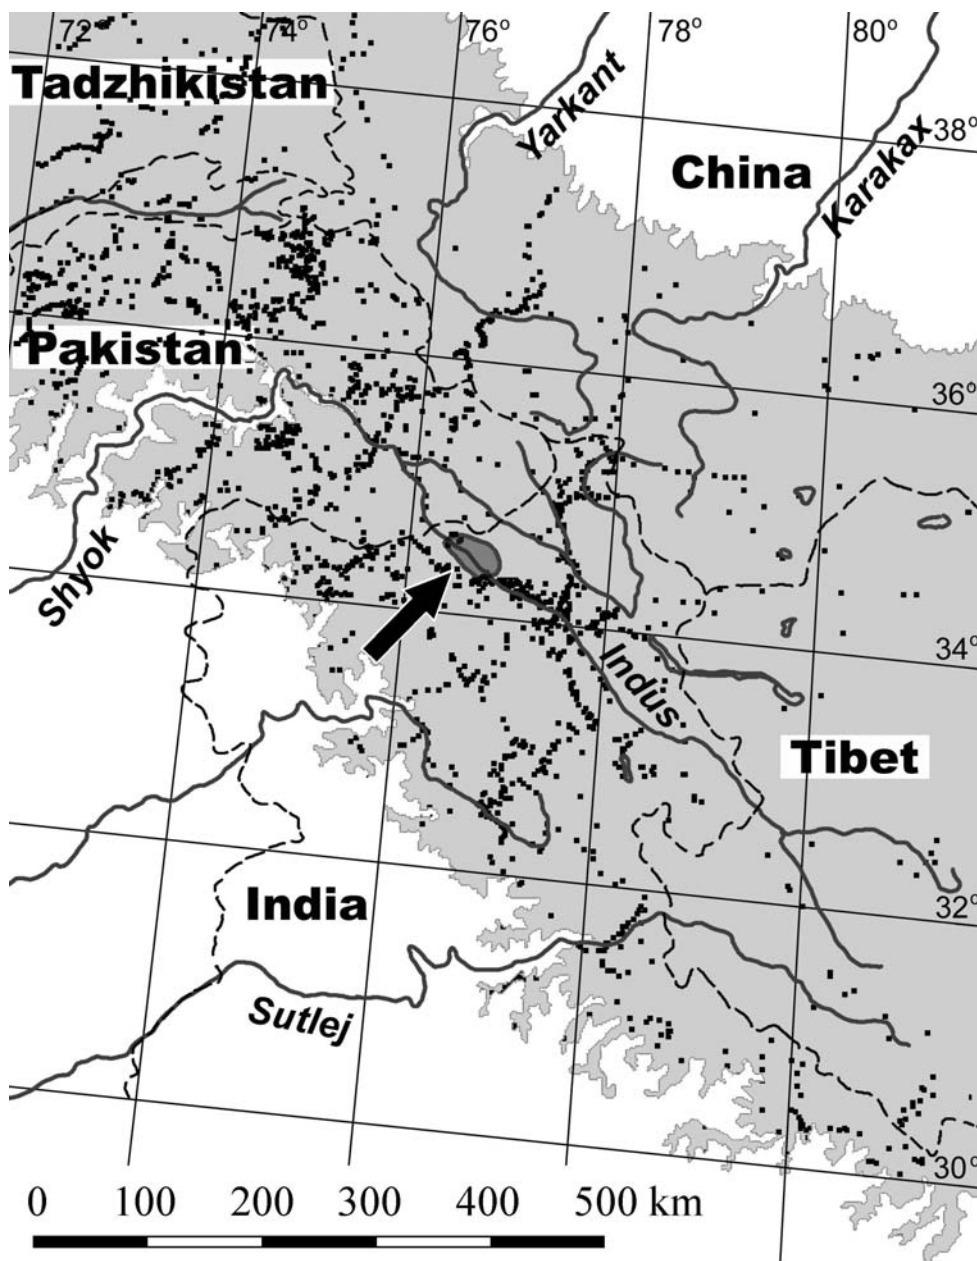 72° 74° 76° 78° 80°
Tadzhikistan
Yarkant
38°
China
Karakax
Pakistan
36°
Shyok
34°
Indus
Tibet
India
32°
Sutlej
30°
0 100 200 300 400 500 km